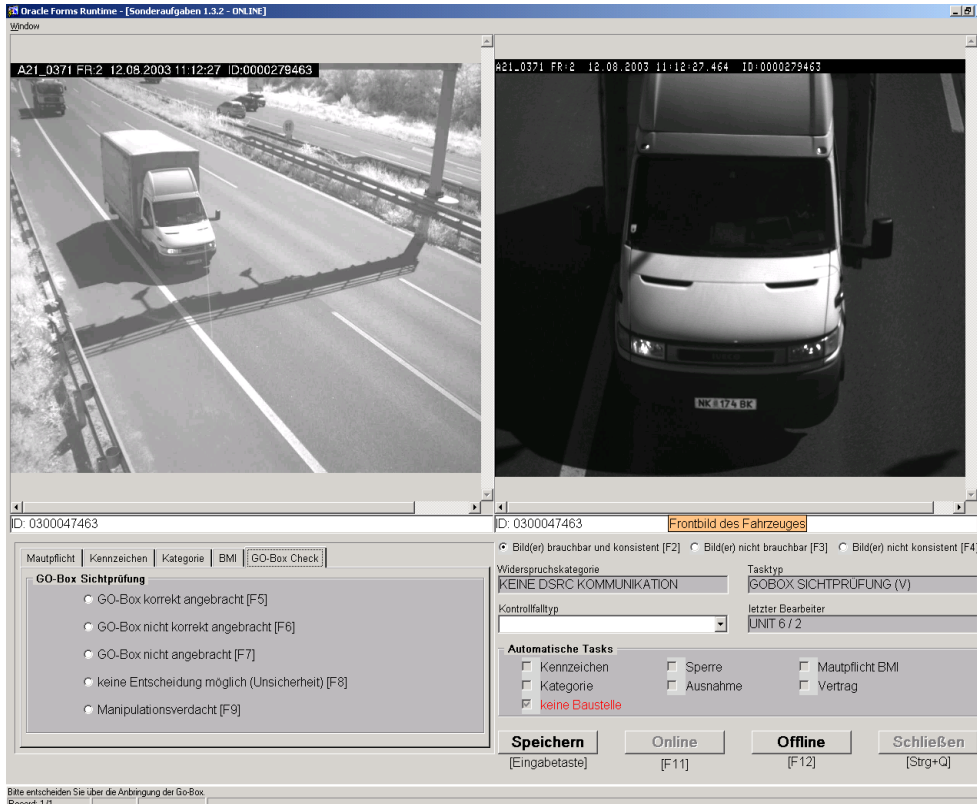 Oracle Forms Runtime - [Sonderaufgaben 1.3.2 - ONLINE]
Window
A21_0371 FR:2 12.08.2003 11:12:27 ID:0000279463
A21_0371 FR:2 12.08.2003 11:12:27.464 ID:0000279463
IVECO
NK 174 BK
ID: 0300047463
ID: 0300047463
Frontbild des Fahrzeuges
Mautpflicht Kennzeichen Kategorie BMI GO-Box Check
GO-Box Sichtprüfung
GO-Box korrekt angebracht [F5]
GO-Box nicht korrekt angebracht [F6]
GO-Box nicht angebracht [F7]
keine Entscheidung möglich (Unsicherheit) [F8]
Manipulationsverdacht [F9]
Bild(er) brauchbar und konsistent [F2] Bild(er) nicht brauchbar [F3] Bild(er) nicht konsistent [F4]
Widerspruchskategorie
KEINE DSRC KOMMUNIKATION
Tasktyp
GOBOX SICHTPRÜFUNG (V)
Kontrollfalltyp
letzter Bearbeiter
UNIT 6 / 2
Automatische Tasks
Kennzeichen Sperre Mautpflicht BMI
Kategorie Ausnahme Vertrag
keine Baustelle
Speichern Online Offline Schließen
[Eingabetaste] [F11] [F12] [Strg+Q]
Bitte entscheiden Sie über die Anbringung der Go-Box.
Record: 1/1